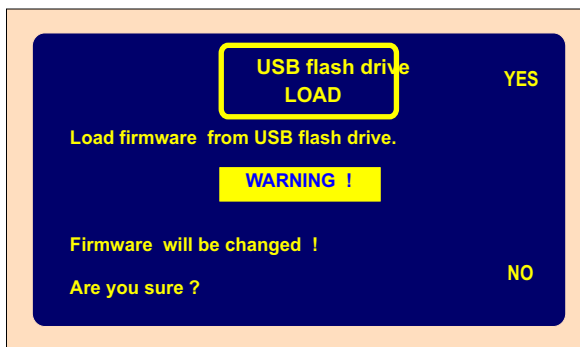 USB flash drive
LOAD
YES
Load firmware from USB flash drive.
WARNING !
Firmware will be changed !
Are you sure ?
NO